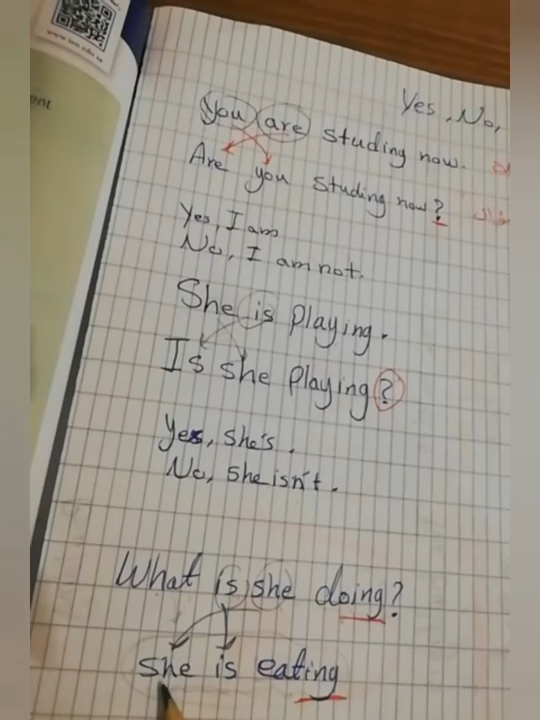 ent
Yes, No,
You are studing now.
Are you studing now?
Yes, I am
No, I am not.
She is playing.
Is she playing?
Yes, she's.
No, she isn't.
What is she doing?
she is eating